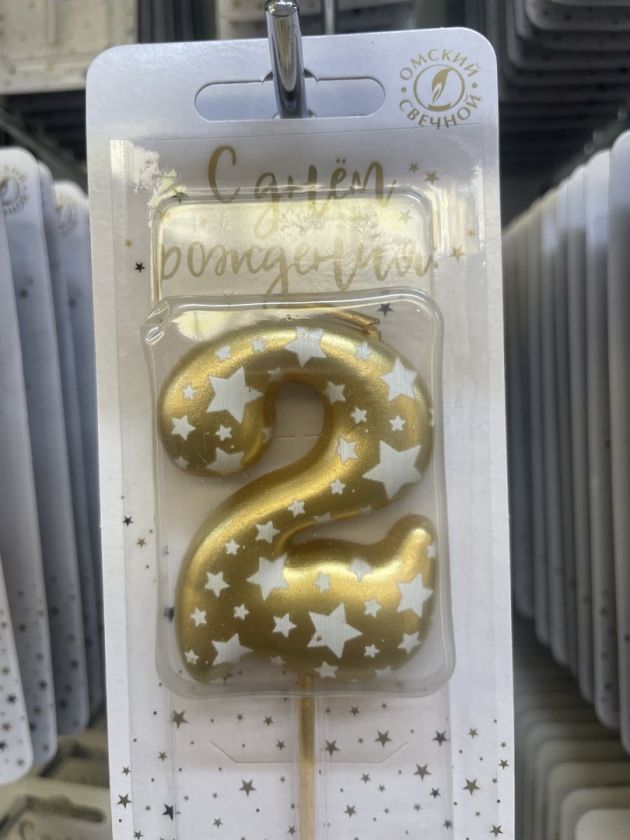 ОМСКИЙ
СВЕЧНОЙ
С днём
рождения
2
С